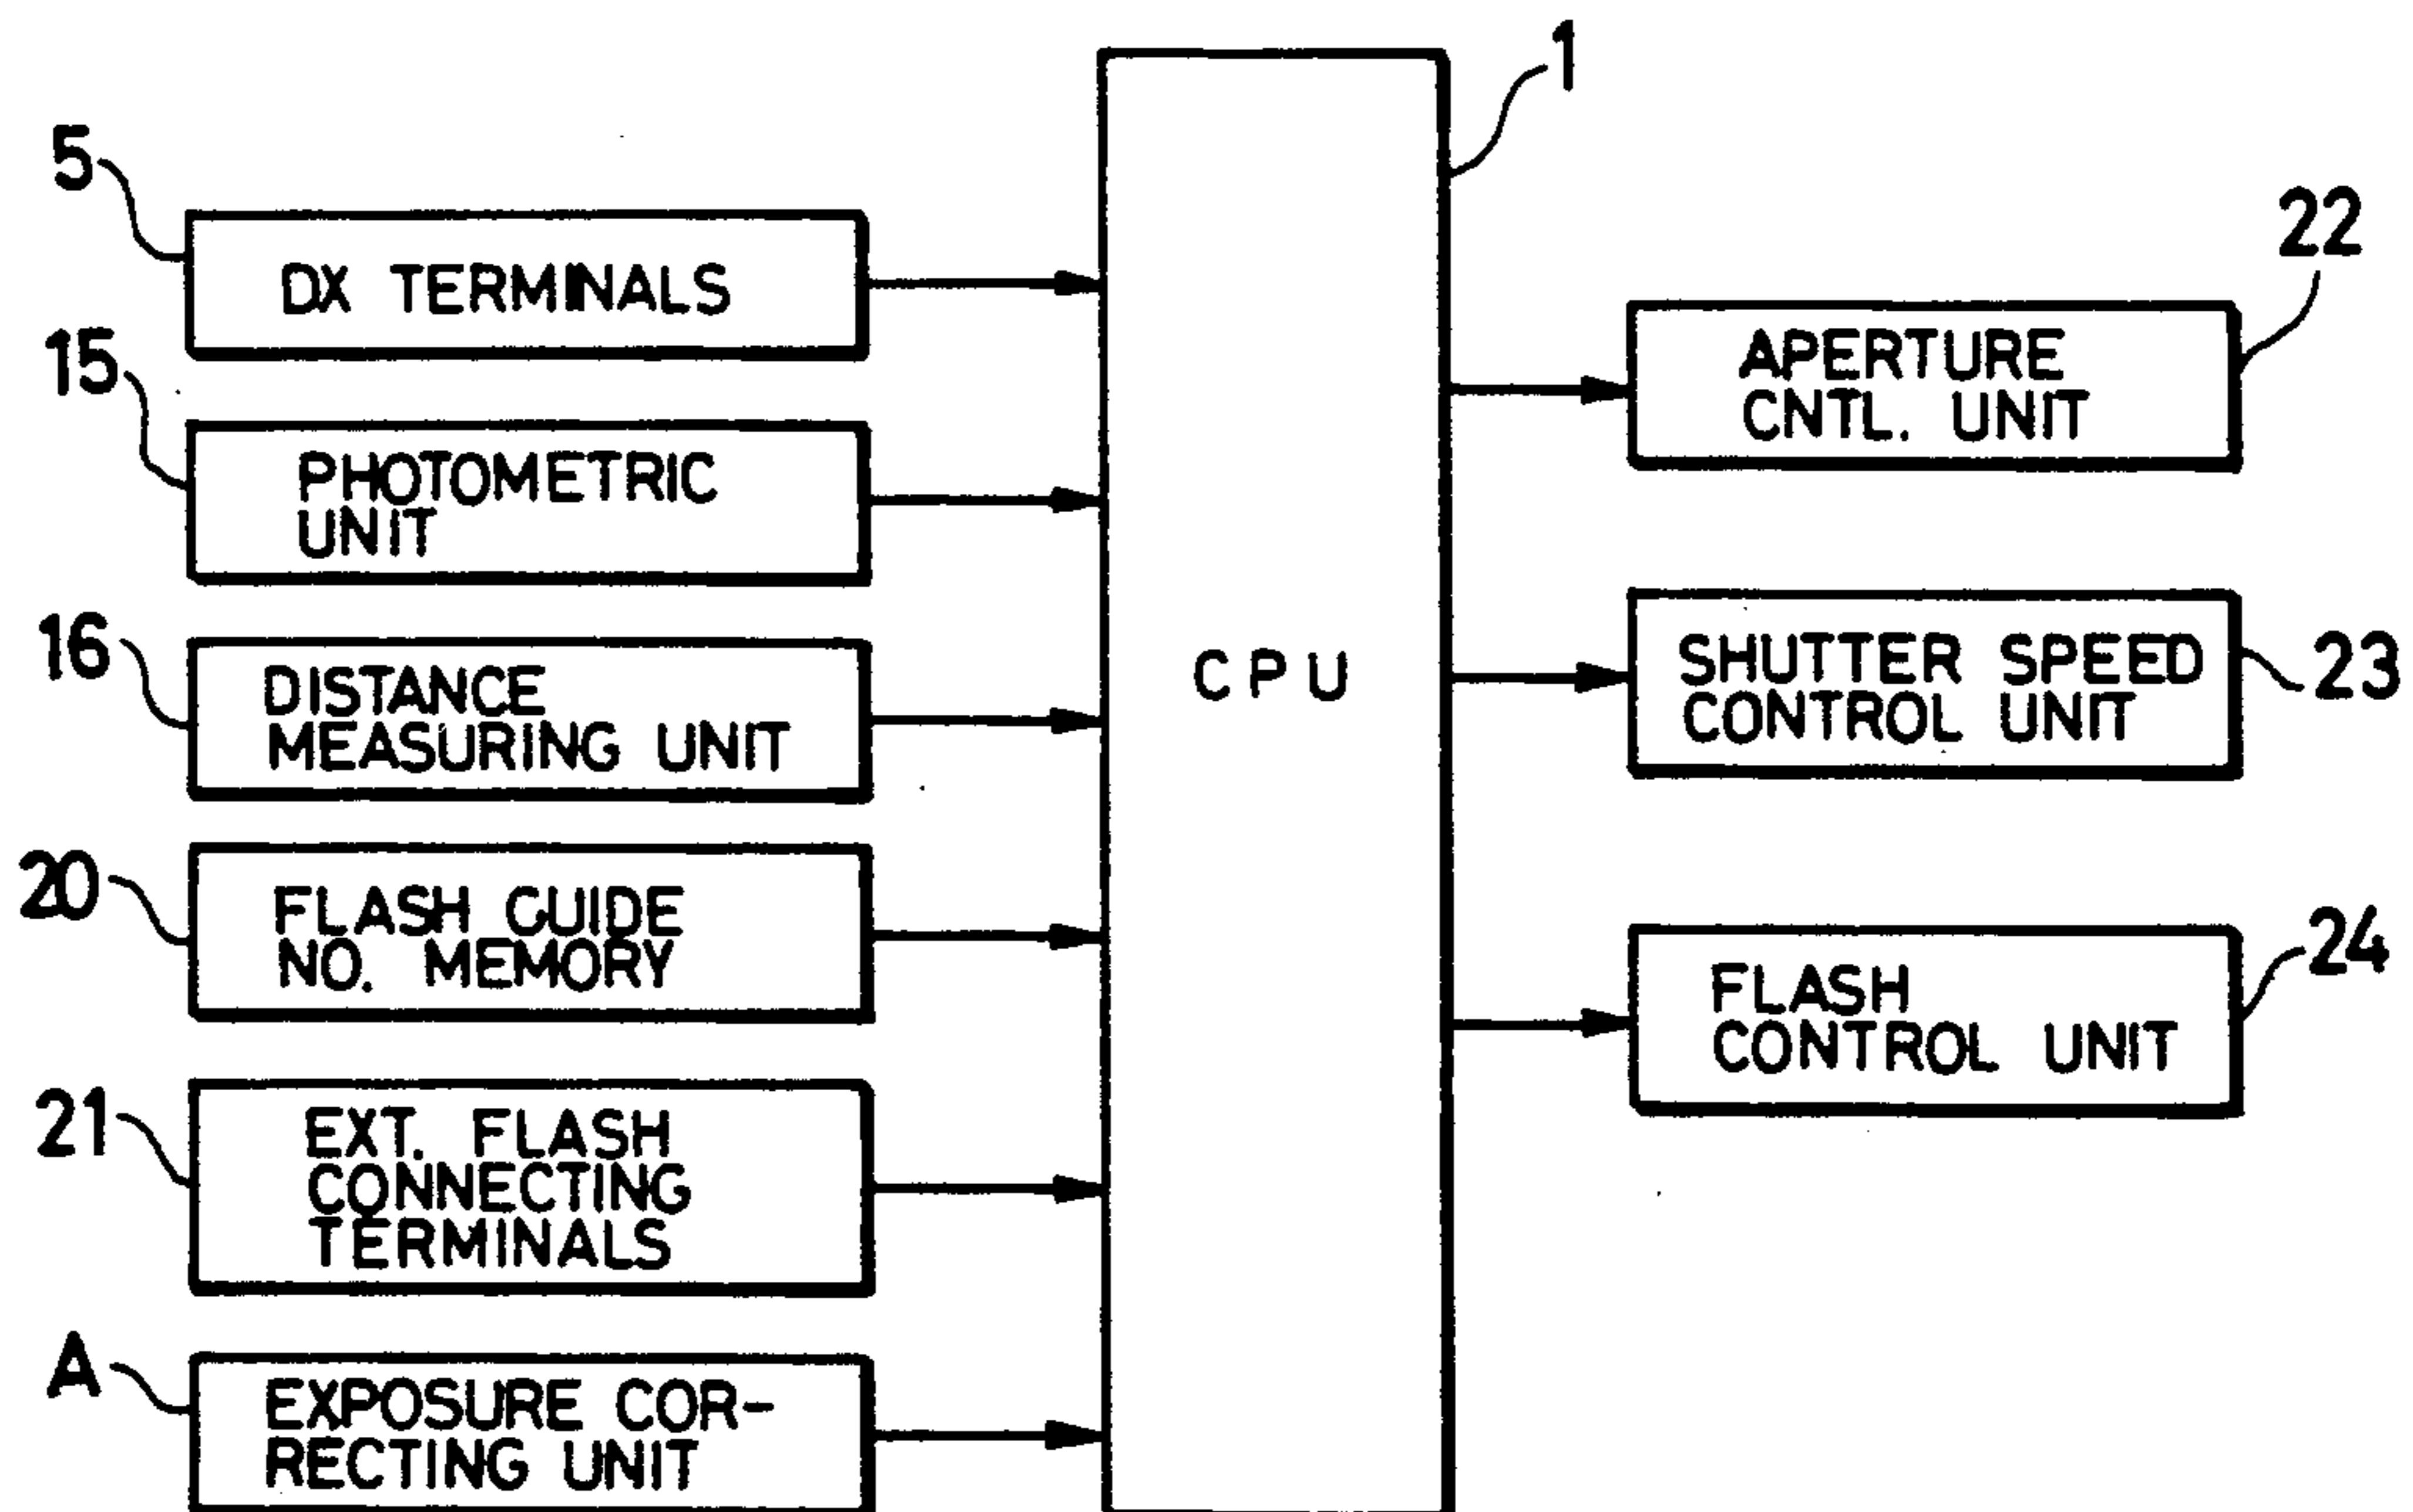 1
5
DX TERMINALS
15
PHOTOMETRIC
UNIT
16
DISTANCE
MEASURING UNIT
20
FLASH GUIDE
NO. MEMORY
21
EXT. FLASH
CONNECTING
TERMINALS
A
EXPOSURE COR-
RECTING UNIT
CPU
22
APERTURE
CNTL. UNIT
23
SHUTTER SPEED
CONTROL UNIT
24
FLASH
CONTROL UNIT